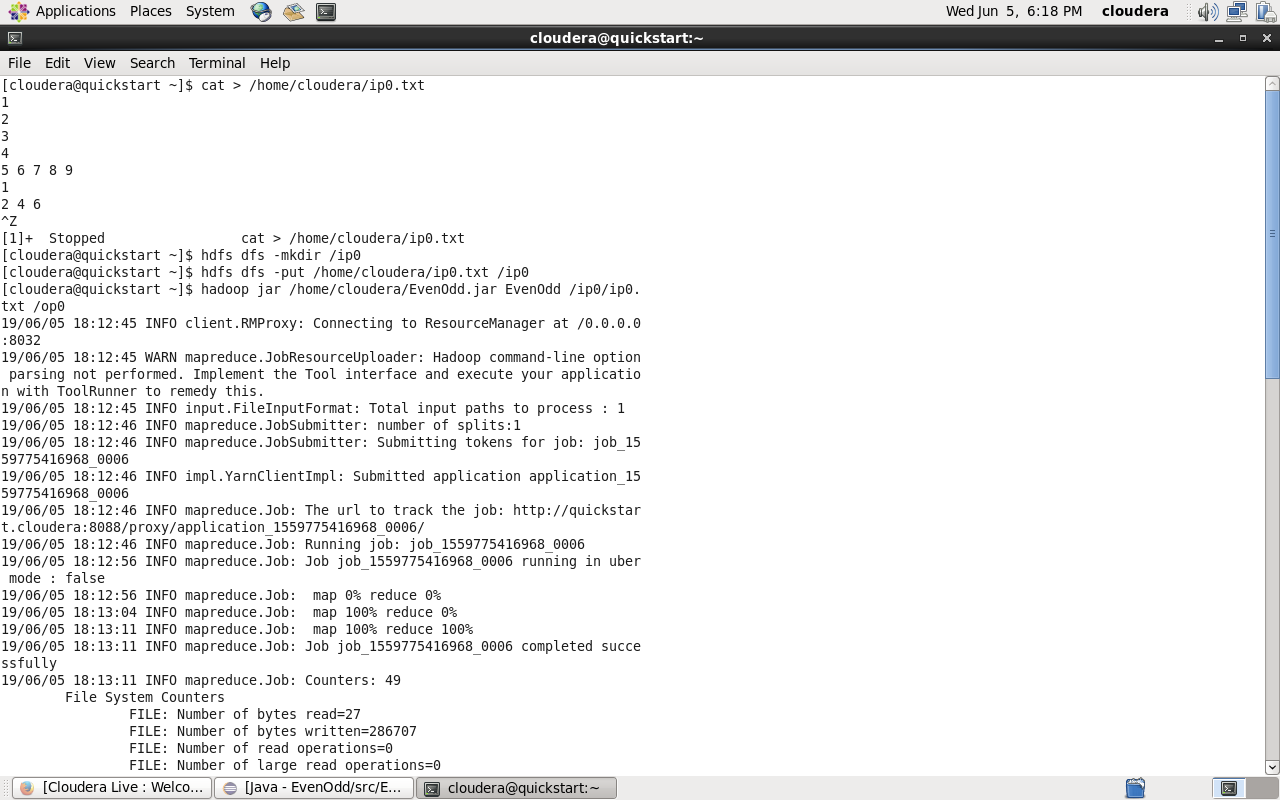 Applications Places System Wed Jun 5, 6:18 PM cloudera
cloudera@quickstart:~
File Edit View Search Terminal Help
[cloudera@quickstart ~]$ cat > /home/cloudera/ip0.txt
1
2
3
4
5 6 7 8 9
1
2 4 6
^Z
[1]+  Stopped                 cat > /home/cloudera/ip0.txt
[cloudera@quickstart ~]$ hdfs dfs -mkdir /ip0
[cloudera@quickstart ~]$ hdfs dfs -put /home/cloudera/ip0.txt /ip0
[cloudera@quickstart ~]$ hadoop jar /home/cloudera/EvenOdd.jar EvenOdd /ip0/ip0.
txt /op0
19/06/05 18:12:45 INFO client.RMProxy: Connecting to ResourceManager at /0.0.0.0
:8032
19/06/05 18:12:45 WARN mapreduce.JobResourceUploader: Hadoop command-line option
 parsing not performed. Implement the Tool interface and execute your applicatio
n with ToolRunner to remedy this.
19/06/05 18:12:45 INFO input.FileInputFormat: Total input paths to process : 1
19/06/05 18:12:46 INFO mapreduce.JobSubmitter: number of splits:1
19/06/05 18:12:46 INFO mapreduce.JobSubmitter: Submitting tokens for job: job_15
59775416968_0006
19/06/05 18:12:46 INFO impl.YarnClientImpl: Submitted application application_15
59775416968_0006
19/06/05 18:12:46 INFO mapreduce.Job: The url to track the job: http://quickstar
t.cloudera:8088/proxy/application_1559775416968_0006/
19/06/05 18:12:46 INFO mapreduce.Job: Running job: job_1559775416968_0006
19/06/05 18:12:56 INFO mapreduce.Job: Job job_1559775416968_0006 running in uber
 mode : false
19/06/05 18:12:56 INFO mapreduce.Job:  map 0% reduce 0%
19/06/05 18:13:04 INFO mapreduce.Job:  map 100% reduce 0%
19/06/05 18:13:11 INFO mapreduce.Job:  map 100% reduce 100%
19/06/05 18:13:11 INFO mapreduce.Job: Job job_1559775416968_0006 completed succe
ssfully
19/06/05 18:13:11 INFO mapreduce.Job: Counters: 49
        File System Counters
                FILE: Number of bytes read=27
                FILE: Number of bytes written=286707
                FILE: Number of read operations=0
                FILE: Number of large read operations=0
[Cloudera Live : Welco... [Java - EvenOdd/src/E... cloudera@quickstart:~